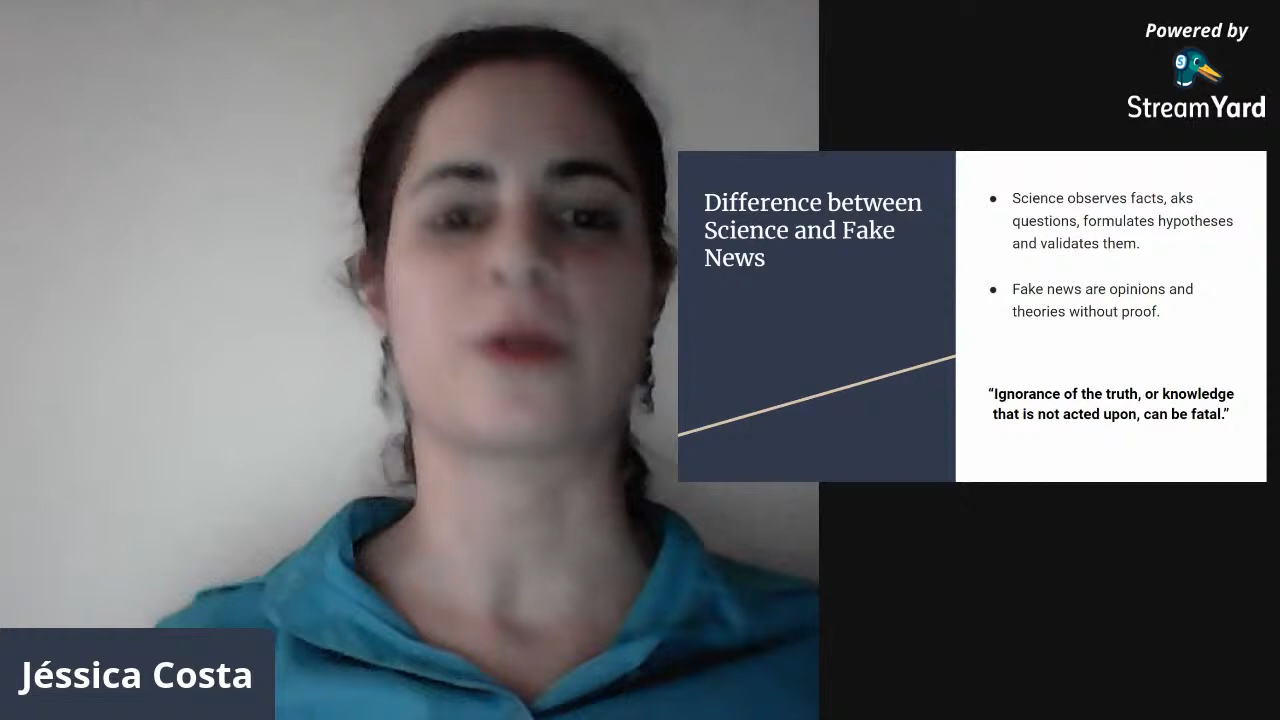 Powered by
StreamYard
Difference between
Science and Fake
News
● Science observes facts, aks
questions, formulates hypotheses
and validates them.
● Fake news are opinions and
theories without proof.
“Ignorance of the truth, or knowledge
that is not acted upon, can be fatal.”
Jéssica Costa